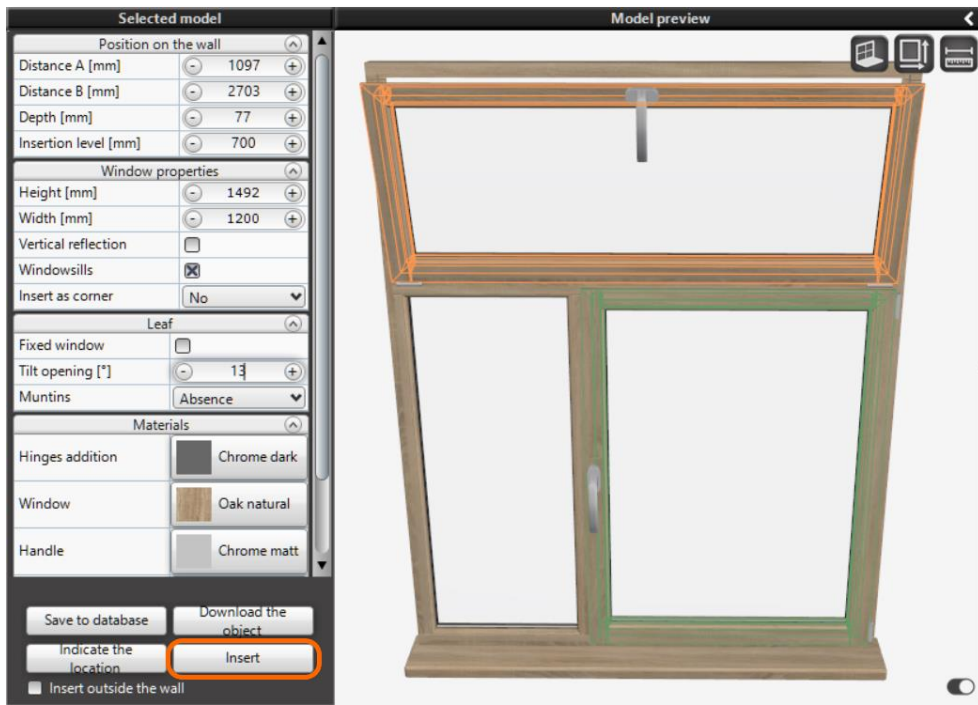 Selected model
Model preview
Position on the wall
Distance A [mm] - 1097 +
Distance B [mm] - 2703 +
Depth [mm] - 77 +
Insertion level [mm] - 700 +
Window properties
Height [mm] - 1492 +
Width [mm] - 1200 +
Vertical reflection
Windowsills
Insert as corner No
Leaf
Fixed window
Tilt opening [°] - 13 +
Muntins Absence
Materials
Hinges addition Chrome dark
Window Oak natural
Handle Chrome matt
Save to database
Download the
object
Indicate the
location
Insert
Insert outside the wall